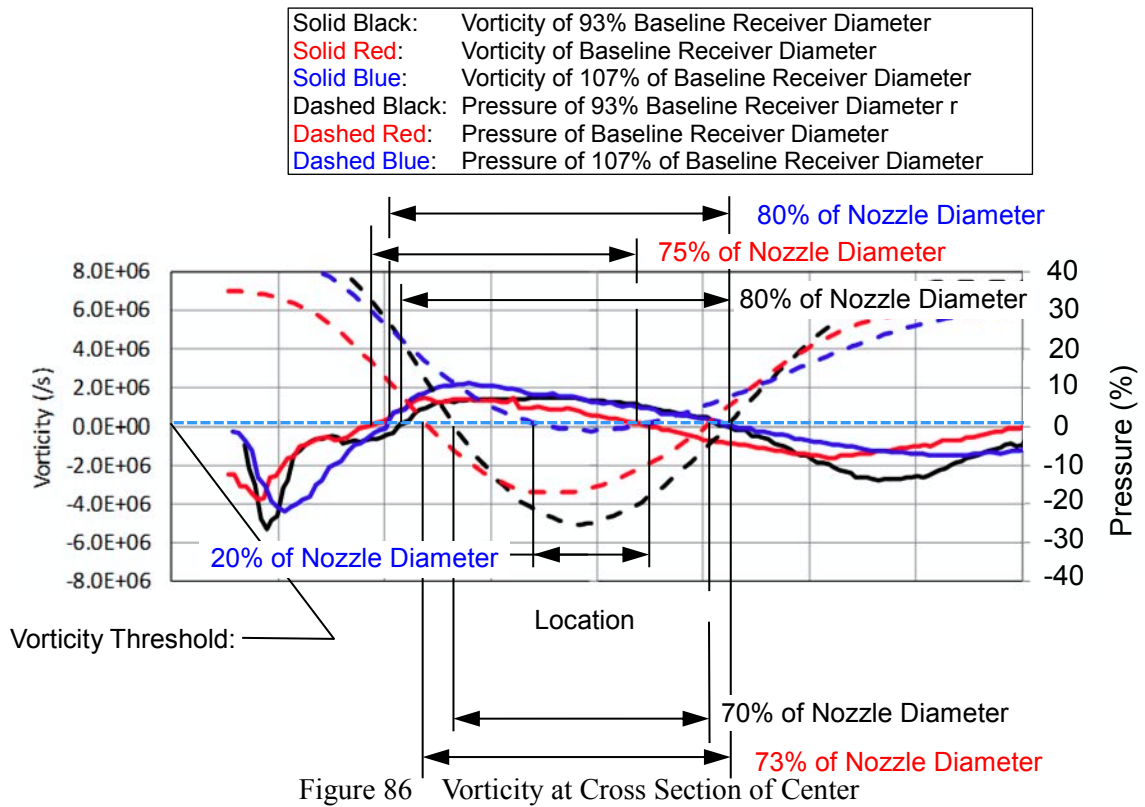 Solid Black: Vorticity of 93% Baseline Receiver Diameter
Solid Red: Vorticity of Baseline Receiver Diameter
Solid Blue: Vorticity of 107% of Baseline Receiver Diameter
Dashed Black: Pressure of 93% Baseline Receiver Diameter r
Dashed Red: Pressure of Baseline Receiver Diameter
Dashed Blue: Pressure of 107% of Baseline Receiver Diameter
80% of Nozzle Diameter
75% of Nozzle Diameter
80% of Nozzle Diameter
8.0E+06
6.0E+06
4.0E+06
2.0E+06
0.0E+00
-2.0E+06
-4.0E+06
-6.0E+06
-8.0E+06
Vorticity (/s)
40
30
20
10
0
-10
-20
-30
-40
Pressure (%)
20% of Nozzle Diameter
Location
Vorticity Threshold:
70% of Nozzle Diameter
73% of Nozzle Diameter
Figure 86 Vorticity at Cross Section of Center